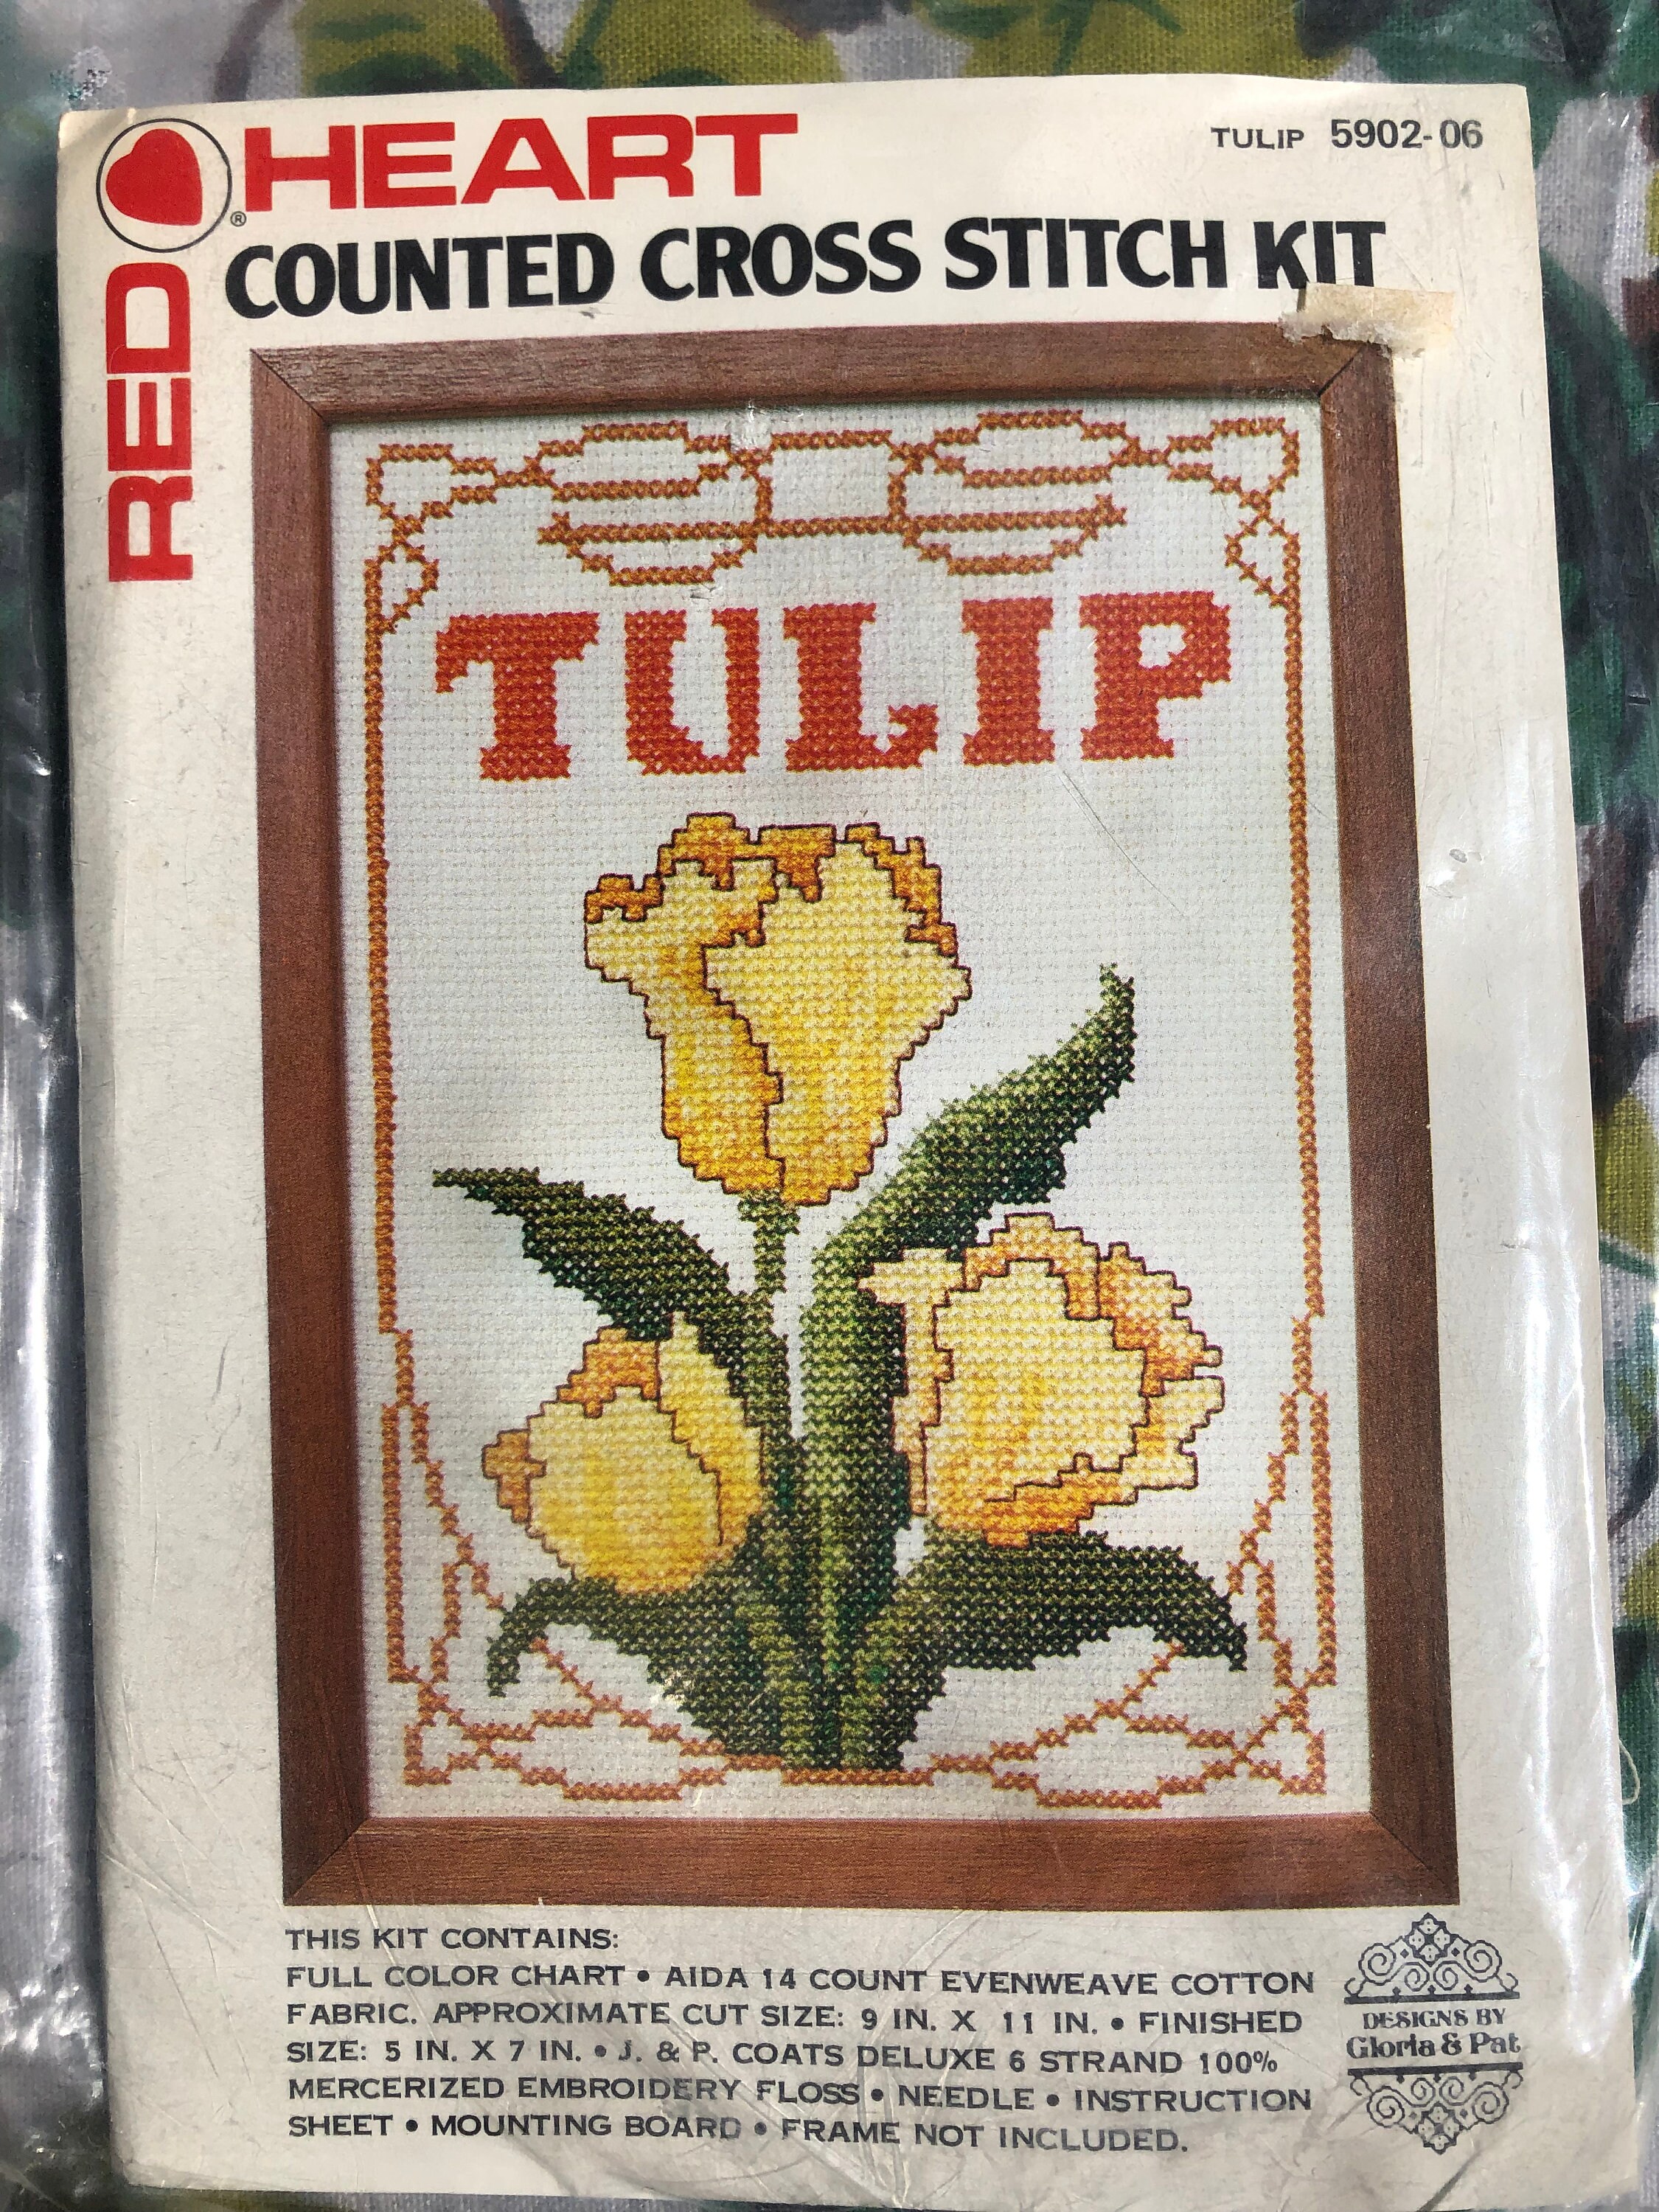 RED HEART®
TULIP 5902-06
COUNTED CROSS STITCH KIT
TULIP
THIS KIT CONTAINS:
FULL COLOR CHART • AIDA 14 COUNT EVENWEAVE COTTON
FABRIC. APPROXIMATE CUT SIZE: 9 IN. X 11 IN. • FINISHED
SIZE: 5 IN. X 7 IN. • J. & P. COATS DELUXE 6 STRAND 100%
MERCERIZED EMBROIDERY FLOSS • NEEDLE • INSTRUCTION
SHEET • MOUNTING BOARD • FRAME NOT INCLUDED.
DESIGNS BY
Gloria & Pat